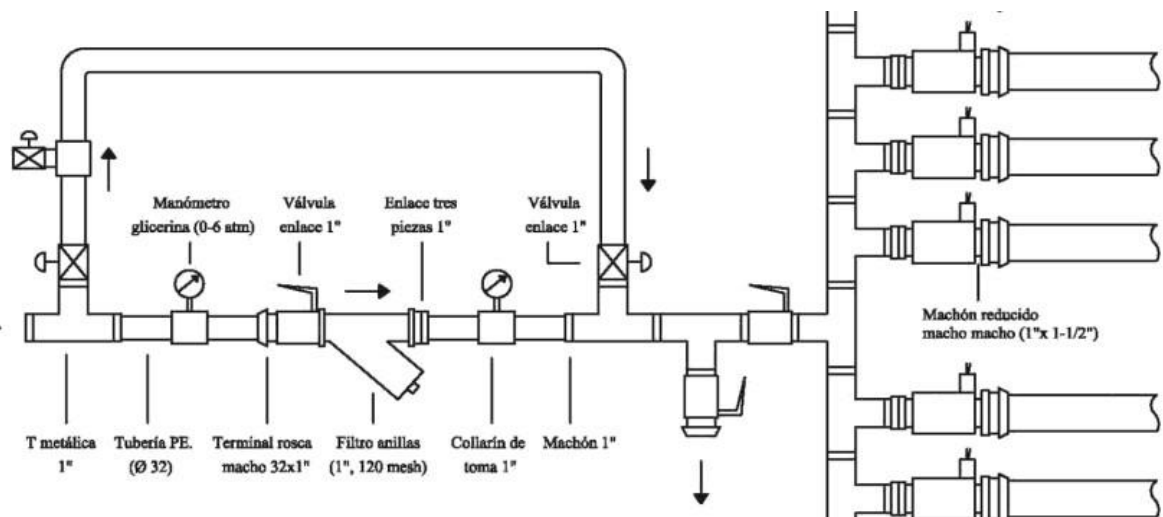 Manómetro
glicerina (0-6 atm)
Válvula
enlace 1"
Enlace tres
piezas 1"
Válvula
enlace 1"
Machón reducido
macho macho (1"x 1-1/2")
T metálica
1"
Tubería PE.
(Ø 32)
Terminal rosca
macho 32x1"
Filtro anillas
(1", 120 mesh)
Collarín de
toma 1"
Machón 1"